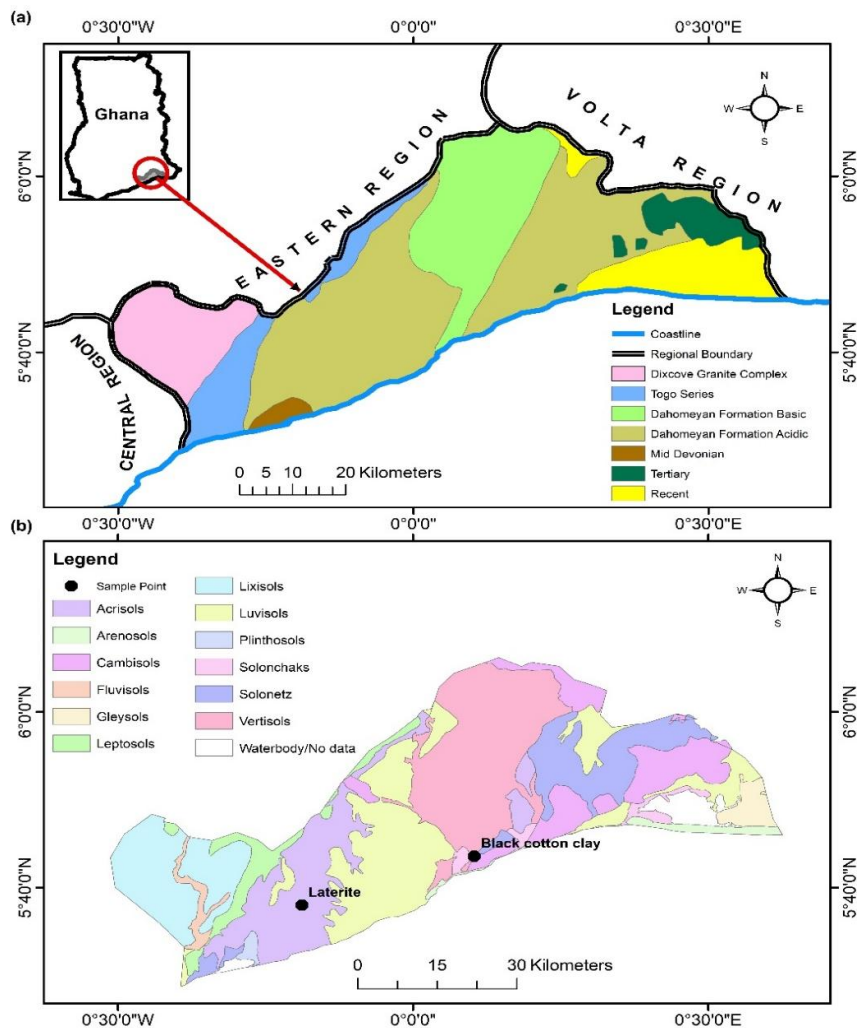 (a)
0°30'0"W
0°0'0"
0°30'0"E
Ghana
EASTERN REGION
VOLTA REGION
CENTRAL REGION
N
W
E
S
6°0'0"N
5°40'0"N
6°0'0"N
5°40'0"N
Legend
Coastline
Regional Boundary
Dixcove Granite Complex
Togo Series
Dahomeyan Formation Basic
Dahomeyan Formation Acidic
Mid Devonian
Tertiary
Recent
0 5 10 20 Kilometers
0°30'0"W
0°0'0"
0°30'0"E
(b)
Legend
Sample Point
Acrisols
Arenosols
Cambisols
Fluvisols
Gleysols
Leptosols
Lixisols
Luvisols
Plinthosols
Solonchaks
Solonetz
Vertisols
Waterbody/No data
N
W
E
S
6°0'0"N
5°40'0"N
6°0'0"N
5°40'0"N
Black cotton clay
Laterite
0 15 30 Kilometers
0°30'0"W
0°0'0"
0°30'0"E